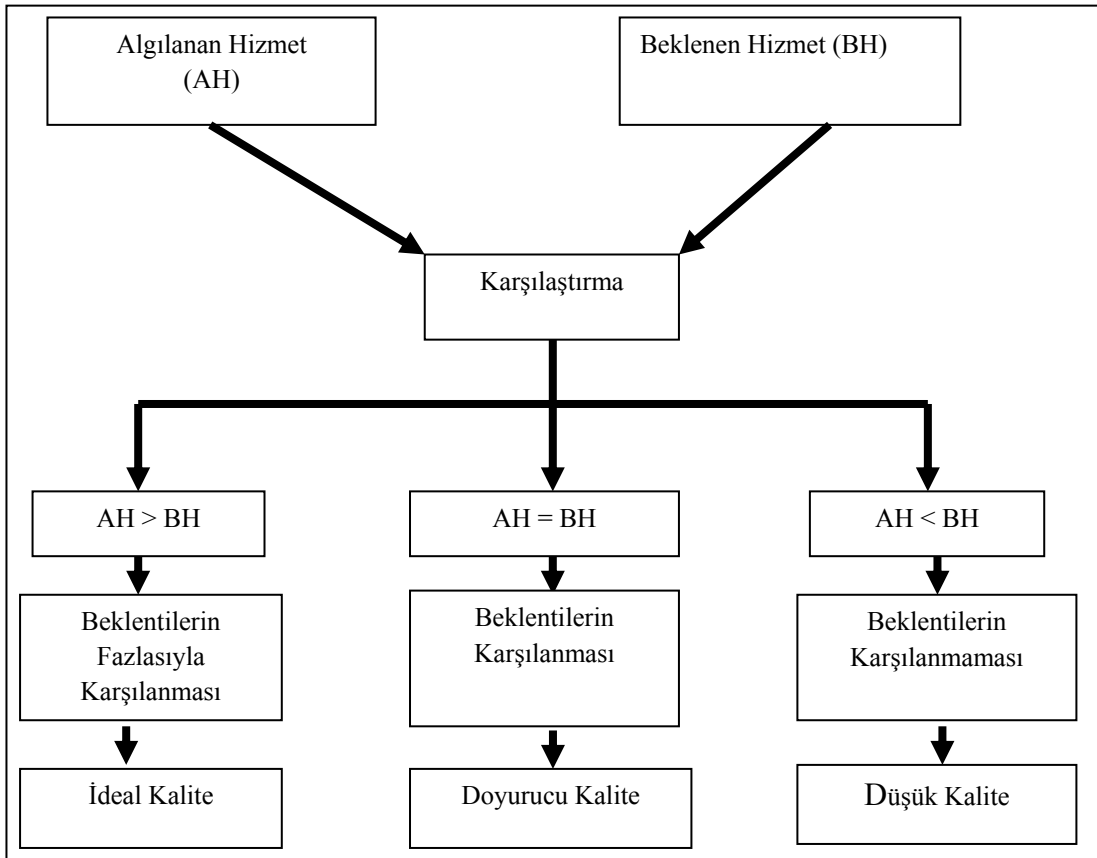 Algılanan Hizmet
(AH)
Beklenen Hizmet (BH)
Karşılaştırma
AH > BH
AH = BH
AH < BH
Beklentilerin
Fazlasıyla
Karşılanması
Beklentilerin
Karşılanması
Beklentilerin
Karşılanmaması
İdeal Kalite
Doyurucu Kalite
Düşük Kalite